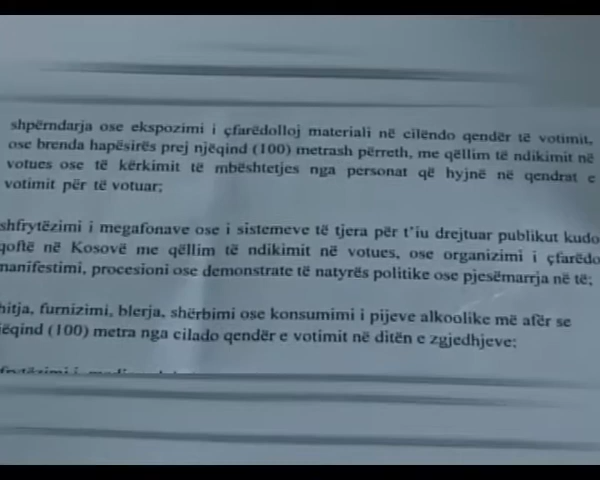 shpërndarja ose ekspozimi i çfarëdolloj materiali në cilëndo qendër të votimit,
ose brenda hapësirës prej njëqind (100) metrash përreth, me qëllim të ndikimit në
votues ose të kërkimit të mbështetjes nga personat që hyjnë në qendrat e
votimit për të votuar;
shfrytëzimi i megafonave ose i sistemeve të tjera për t'iu drejtuar publikut kudo
qoftë në Kosovë me qëllim të ndikimit në votues, ose organizimi i çfarëdo
manifestimi, procesioni ose demonstrate të natyrës politike ose pjesëmarrja në të;
hitja, furnizimi, blerja, shërbimi ose konsumimi i pijeve alkoolike më afër se
ëqind (100) metra nga cilado qendër e votimit në ditën e zgjedhjeve;